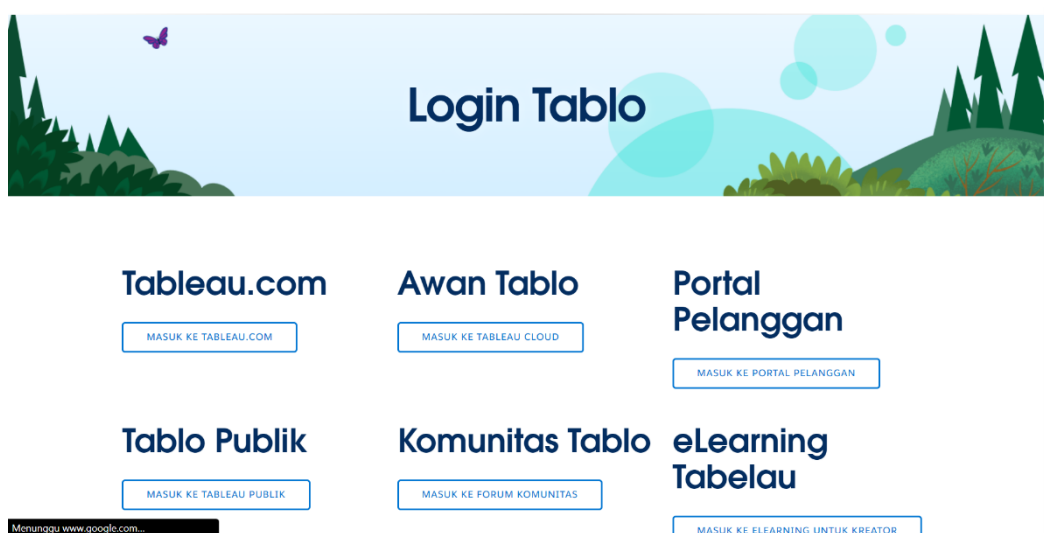 Login Tablo
Tableau.com
MASUK KE TABLEAU.COM
Awan Tablo
MASUK KE TABLEAU CLOUD
Portal
Pelanggan
MASUK KE PORTAL PELANGGAN
Tablo Publik
MASUK KE TABLEAU PUBLIK
Komunitas Tablo
MASUK KE FORUM KOMUNITAS
eLearning
Tabelau
MASUK KE ELEARNING UNTUK KREATOR
Menunggu www.google.com...